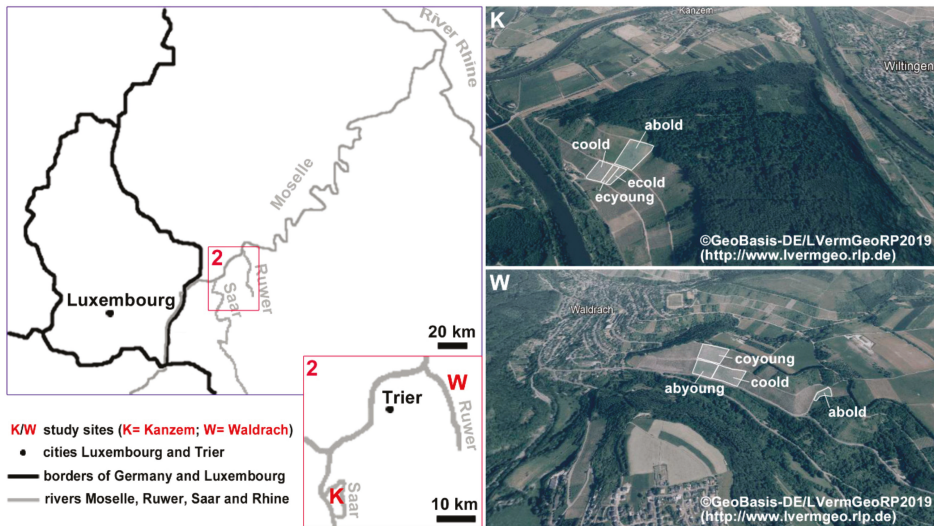 River Rhine
Moselle
2
Ruwer
Saar
Luxembourg
20 km
2
W
Trier
Ruwer
Saar
K
10 km
K/W study sites (K= Kanzem; W= Waldrach)
cities Luxembourg and Trier
borders of Germany and Luxembourg
rivers Moselle, Ruwer, Saar and Rhine
K
Kanzem
Wiltingen
abold
coold
ecold
ecyoung
©GeoBasis-DE/LVermGeoRP2019
(http://www.lvermgeo.rlp.de)
W
Waldrach
coyoung
abyoung
coold
abold
©GeoBasis-DE/LVermGeoRP2019
(http://www.lvermgeo.rlp.de)